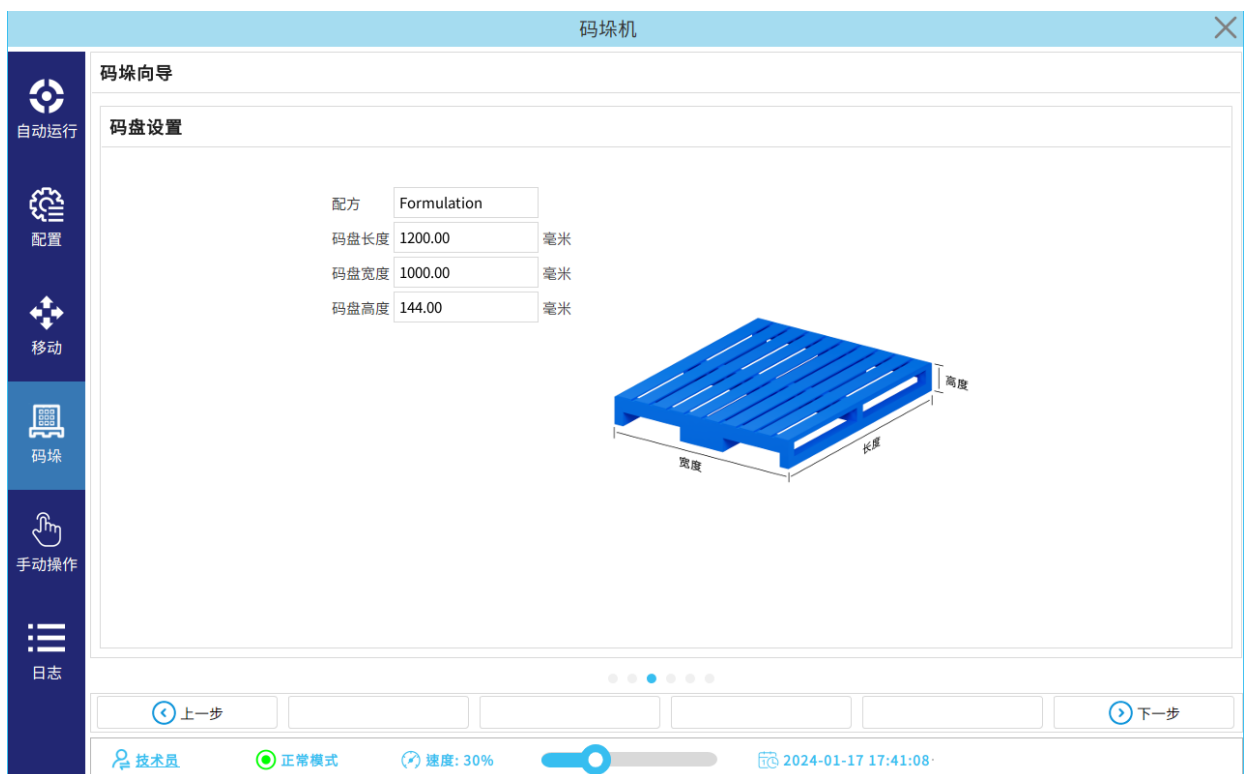 码垛机
码垛向导
自动运行
码盘设置
配置
配方 Formulation
码盘长度 1200.00 毫米
码盘宽度 1000.00 毫米
码盘高度 144.00 毫米
移动
高度
码垛
长度
宽度
手动操作
日志
上一步
下一步
技术员 正常模式 速度: 30% 2024-01-17 17:41:08